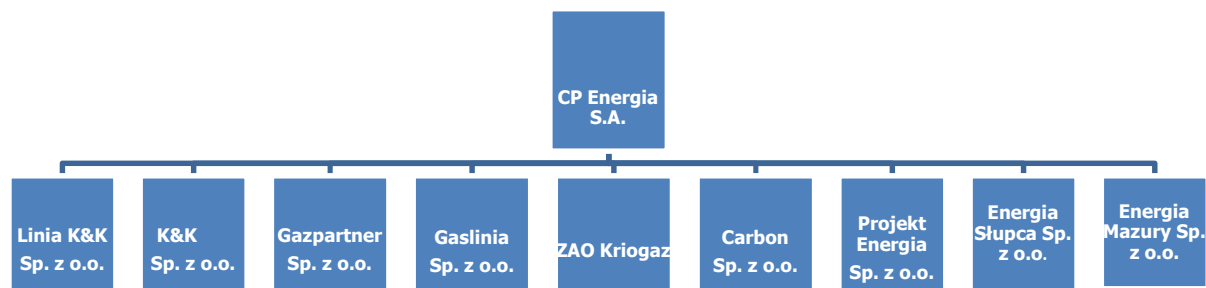 CP Energia
S.A.
Linia K&K
Sp. z o.o.
K&K
Sp. z o.o.
Gazpartner
Sp. z o.o.
Gaslinia
Sp. z o.o.
ZAO Kriogaz
Carbon
Sp. z o.o.
Projekt
Energia
Sp. z o.o.
Energia
Słupca Sp.
z o.o.
Energia
Mazury Sp.
z o.o.